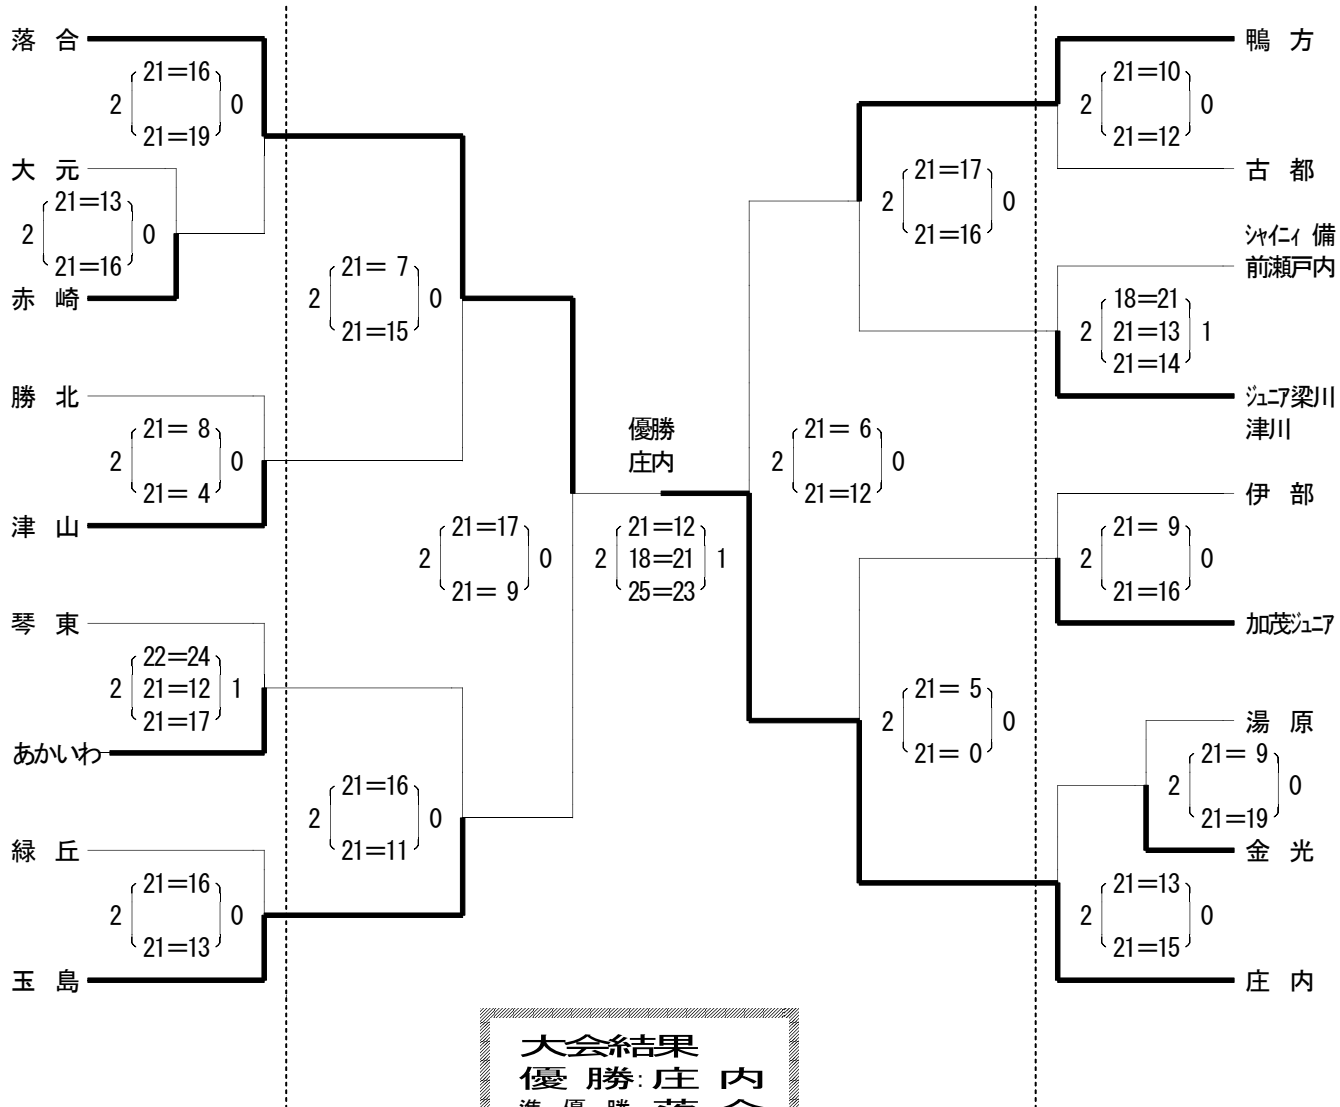 落 合
21=16
2 0
21=19
大 元
21=13
2 0
21=16
赤 崎
21= 7
2 0
21=15
勝 北
21= 8
2 0
21= 4
津 山
21=17
2 0
21= 9
琴 東
22=24
2 21=12 1
21=17
あかいわ
21=16
2 0
21=11
緑 丘
21=16
2 0
21=13
玉 島
優勝
庄内
21=12
2 18=21 1
25=23
鴨 方
21=10
2 0
21=12
古 都
21=17
2 0
21=16
シャイニィ 備
前瀬戸内
18=21
2 21=13 1
21=14
ジュニア梁川
津川
21= 6
2 0
21=12
伊 部
21= 9
2 0
21=16
加茂ジュニア
21= 5
2 0
21= 0
湯 原
21= 9
2 0
21=19
金 光
21=13
2 0
21=15
庄 内
大会結果
優 勝:庄 内
準 優 勝 落 合